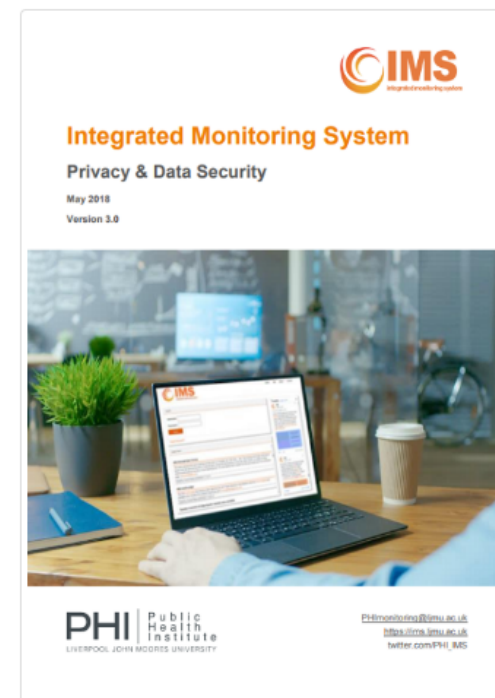 IMS
integrated monitoring system
Integrated Monitoring System
Privacy & Data Security
May 2018
Version 3.0
IMS
PHI Public
Health
Institute
LIVERPOOL JOHN MOORES UNIVERSITY
PHImonitoring@ljmu.ac.uk
https://ims.ljmu.ac.uk
twitter.com/PHI_IMS